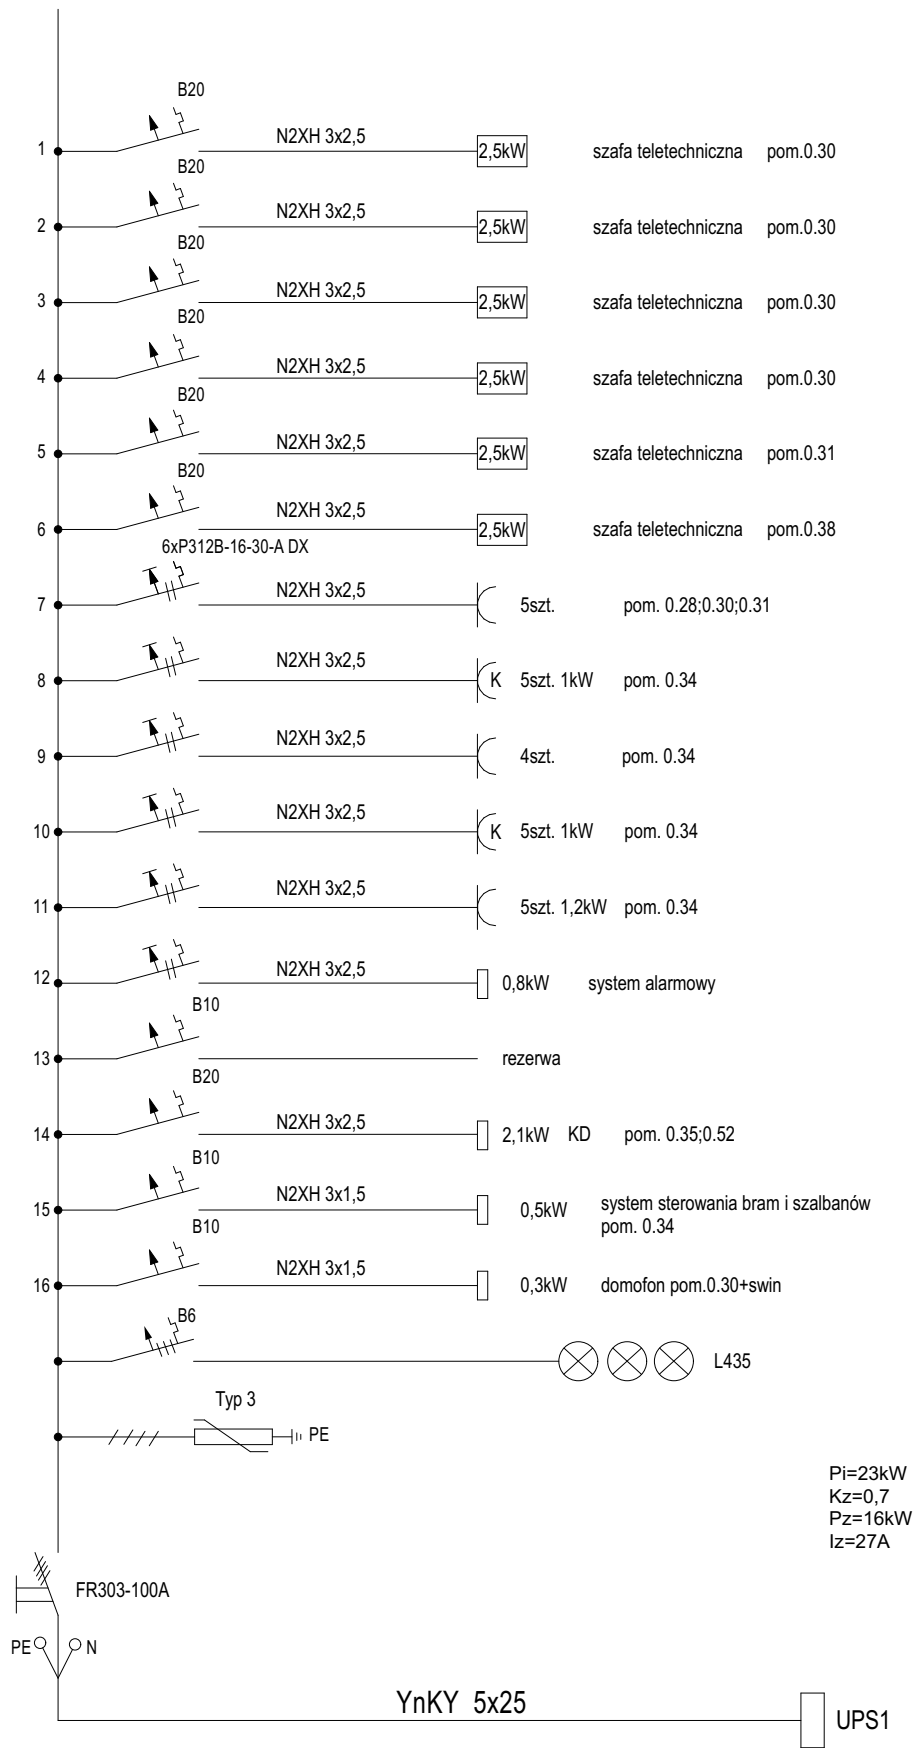 B20
1 N2XH 3x2,5 2,5kW szafa teletechniczna pom.0.30
B20
2 N2XH 3x2,5 2,5kW szafa teletechniczna pom.0.30
B20
3 N2XH 3x2,5 2,5kW szafa teletechniczna pom.0.30
B20
4 N2XH 3x2,5 2,5kW szafa teletechniczna pom.0.30
B20
5 N2XH 3x2,5 2,5kW szafa teletechniczna pom.0.31
B20
6 N2XH 3x2,5 2,5kW szafa teletechniczna pom.0.38
6xP312B-16-30-A DX
7 N2XH 3x2,5 5szt. pom. 0.28;0.30;0.31
8 N2XH 3x2,5 K 5szt. 1kW pom. 0.34
9 N2XH 3x2,5 4szt. pom. 0.34
10 N2XH 3x2,5 K 5szt. 1kW pom. 0.34
11 N2XH 3x2,5 5szt. 1,2kW pom. 0.34
12 N2XH 3x2,5 0,8kW system alarmowy
B10
13 rezerwa
B20
14 N2XH 3x2,5 2,1kW KD pom. 0.35;0.52
B10
15 N2XH 3x1,5 0,5kW system sterowania bram i szalbanów
pom. 0.34
B10
16 N2XH 3x1,5 0,3kW domofon pom.0.30+swin
B6
L435
Typ 3
PE
Pi=23kW
Kz=0,7
Pz=16kW
Iz=27A
FR303-100A
PE N
YnKY 5x25
UPS1